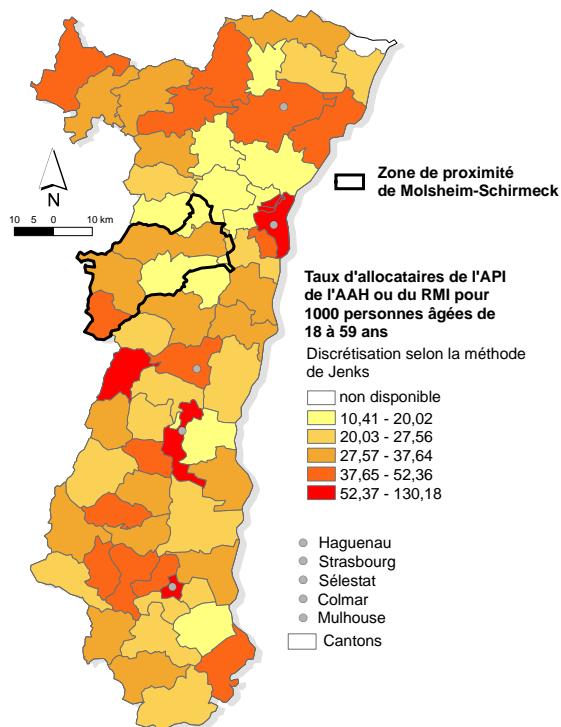 Zone de proximité
de Molsheim-Schirmeck
N
10 5 0 10 km
Taux d'allocataires de l'API
de l'AAH ou du RMI pour
1000 personnes âgées de
18 à 59 ans
Discrétisation selon la méthode
de Jenks
non disponible
10,41 - 20,02
20,03 - 27,56
27,57 - 37,64
37,65 - 52,36
52,37 - 130,18
Haguenau
Strasbourg
Sélestat
Colmar
Mulhouse
Cantons